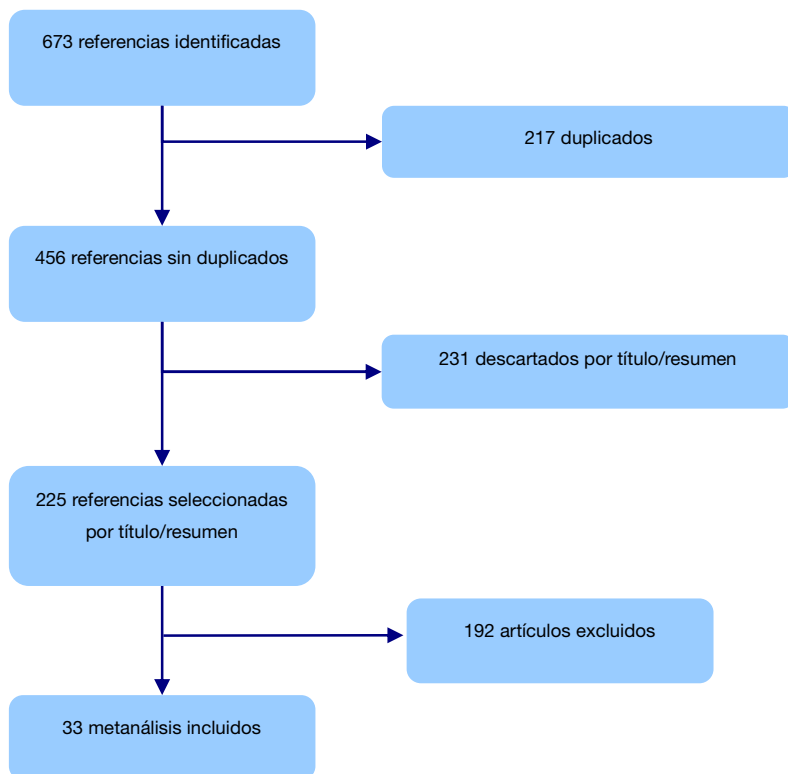 673 referencias identificadas
217 duplicados
456 referencias sin duplicados
231 descartados por título/resumen
225 referencias seleccionadas
por título/resumen
192 artículos excluidos
33 metanálisis incluidos